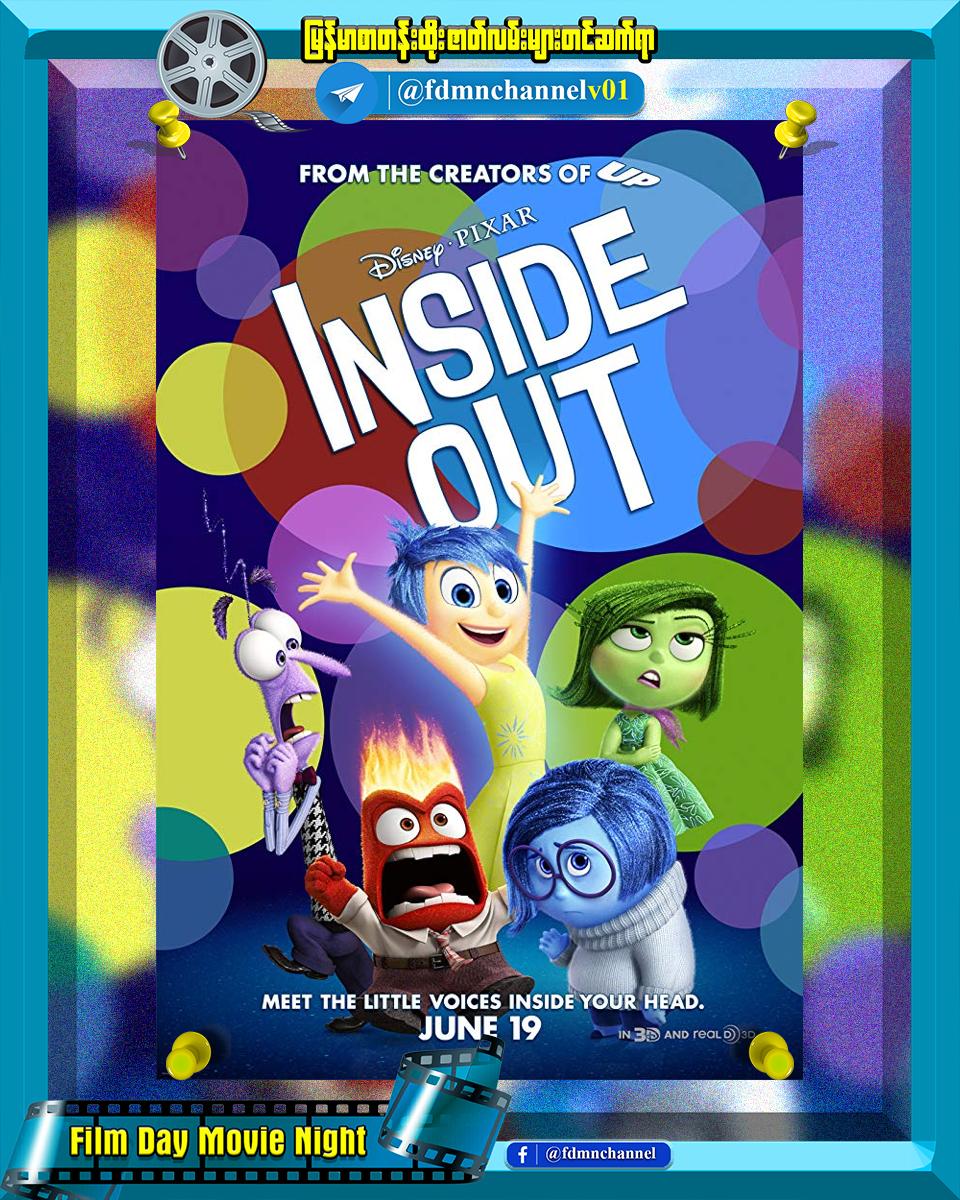 မြန်မာစာတန်းထိုးဇာတ်လမ်းများတင်ဆက်ရာ
@fdmnchannelv01
FROM THE CREATORS OF UP
DISNEY · PIXAR
INSIDE
OUT
MEET THE LITTLE VOICES INSIDE YOUR HEAD.
JUNE 19
IN 3D AND REAL D 3D
Film Day Movie Night
f @fdmnchannel